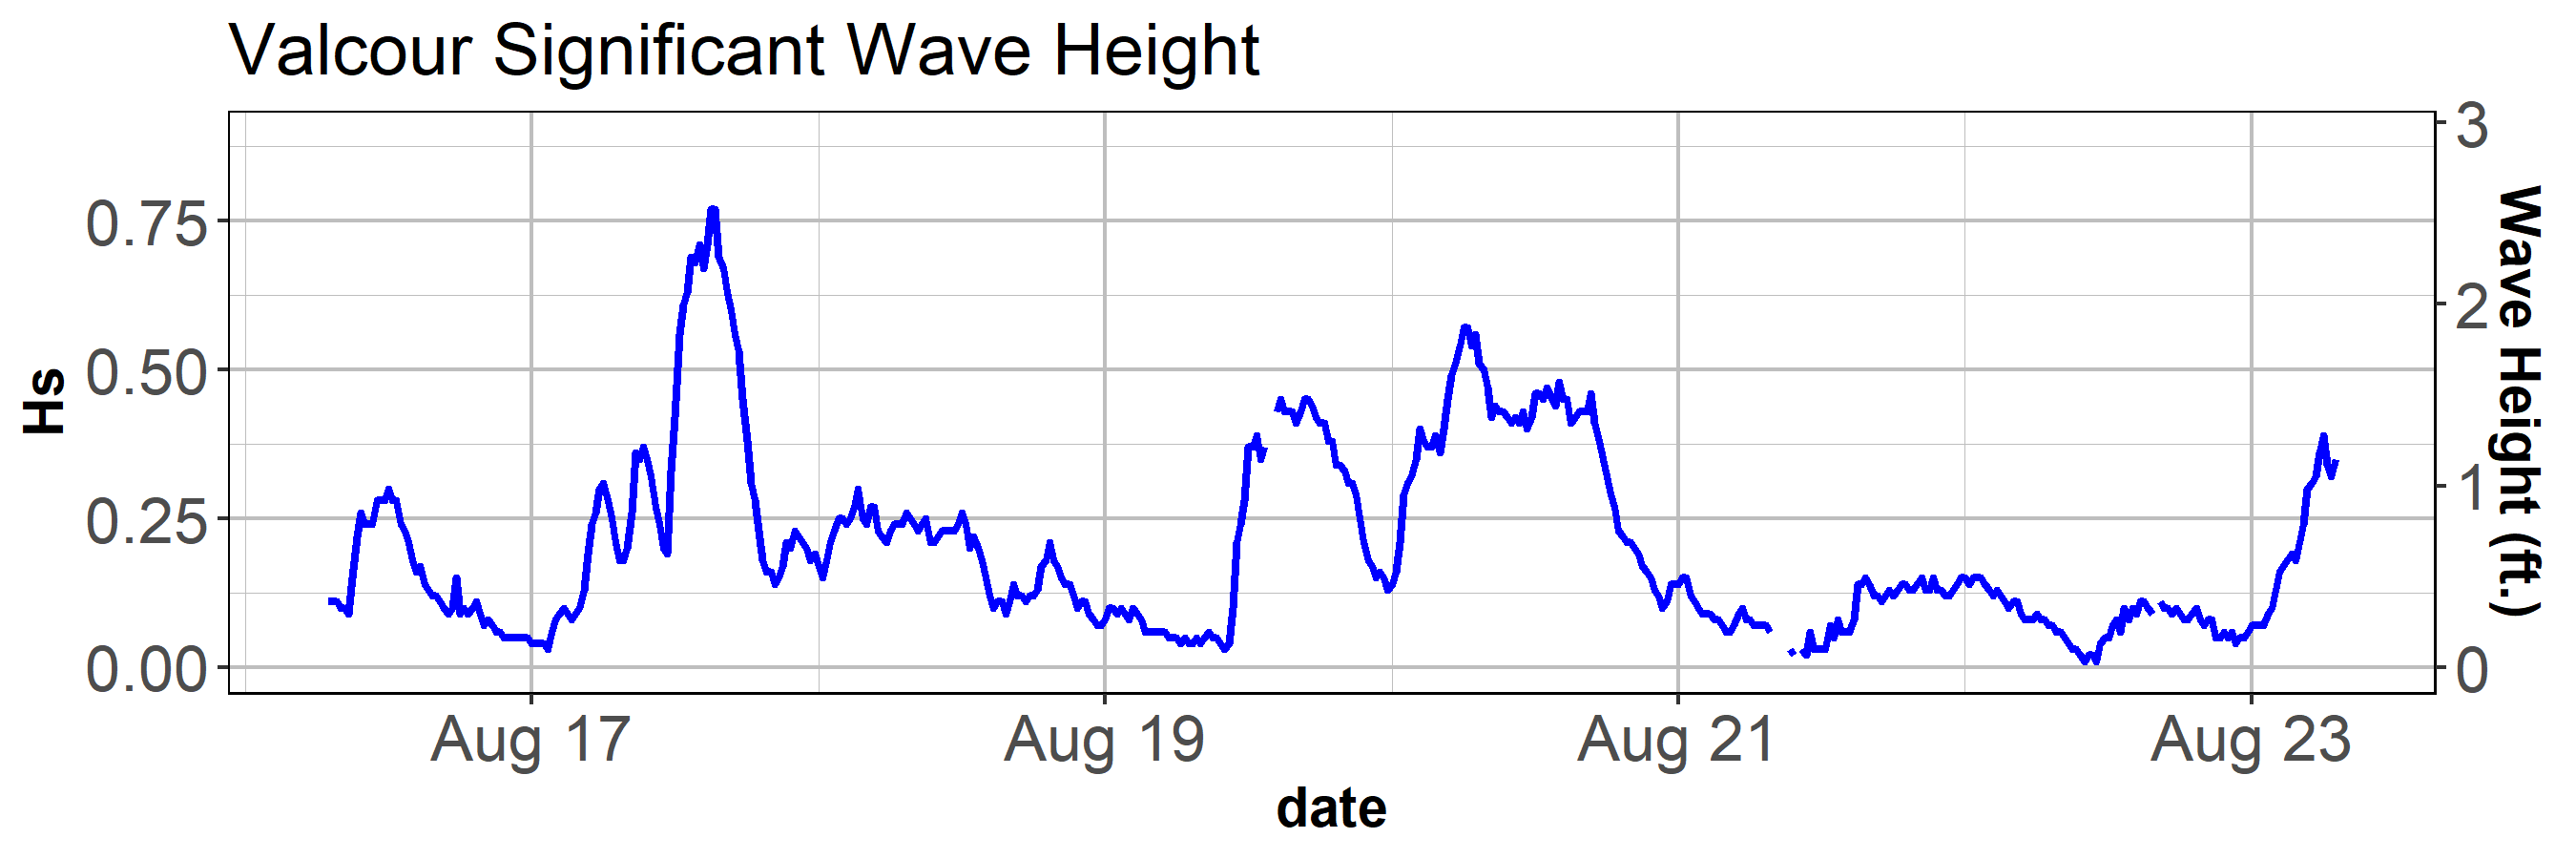 Valcour Significant Wave Height
Hs
0.75
0.50
0.25
0.00
3
2
1
0
Wave Height (ft.)
Aug 17 Aug 19 Aug 21 Aug 23
date